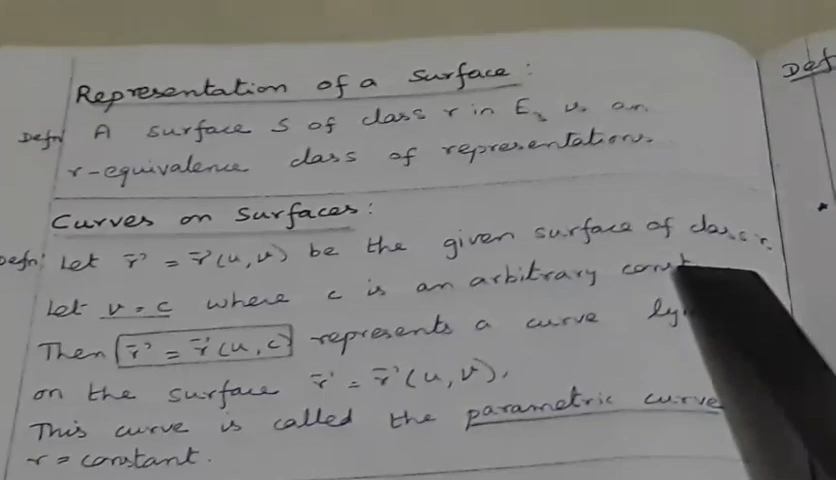 Representation of a surface:
Defn: A surface S of class r in E₃ is an
r-equivalence class of representations.
Curves on surfaces:
Defn: Let r⃗ = r⃗(u,v) be the given surface of class r.
Let v = c where c is an arbitrary const
Then r⃗ = r⃗(u,c) represents a curve ly
on the surface r⃗ = r⃗(u,v).
This curve is called the parametric curve
v = constant.
Def